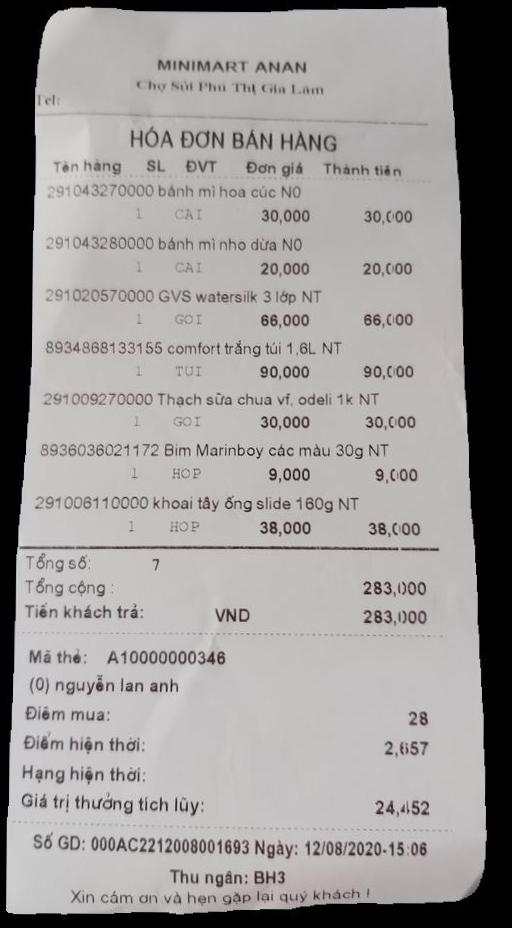 MINIMART ANAN
Chợ Sủi Phú Thị Gia Lâm
Tel:
HÓA ĐƠN BÁN HÀNG
Tên hàng SL ĐVT Đơn giá Thành tiền
291043270000 bánh mì hoa cúc N0
1 CAI 30,000 30,000
291043280000 bánh mì nho dừa N0
1 CAI 20,000 20,000
291020570000 GVS watersilk 3 lớp NT
1 GOI 66,000 66,000
8934868133155 comfort trắng túi 1,6L NT
1 TUI 90,000 90,000
291009270000 Thạch sữa chua vf, odeli 1k NT
1 GOI 30,000 30,000
8936036021172 Bim Marinboy các màu 30g NT
1 HOP 9,000 9,000
291006110000 khoai tây ống slide 160g NT
1 HOP 38,000 38,000
Tổng số: 7
Tổng cộng : 283,000
Tiền khách trả: VND 283,000
Mã thẻ: A10000000346
(0) nguyễn lan anh
Điểm mua: 28
Điểm hiện thời: 2,657
Hạng hiện thời:
Giá trị thưởng tích lũy: 24,452
Số GD: 000AC2212008001693 Ngày: 12/08/2020-15:06
Thu ngân: BH3
Xin cám ơn và hẹn gặp lại quý khách !